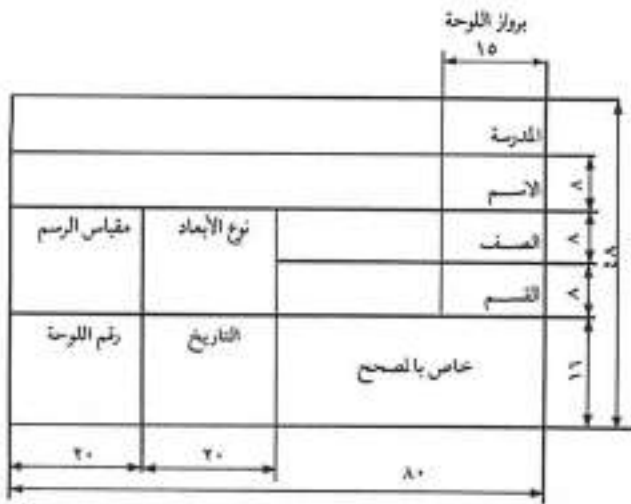 برواز اللوحة
١٥
المدرسة
الاسم
٨
الصف
نوع الأبعاد
مقياس الرسم
٨
٤٨
القسم
٨
خاص بالمصحح
التاريخ
رقم اللوحة
١٦
٢٠
٢٠
٨٠